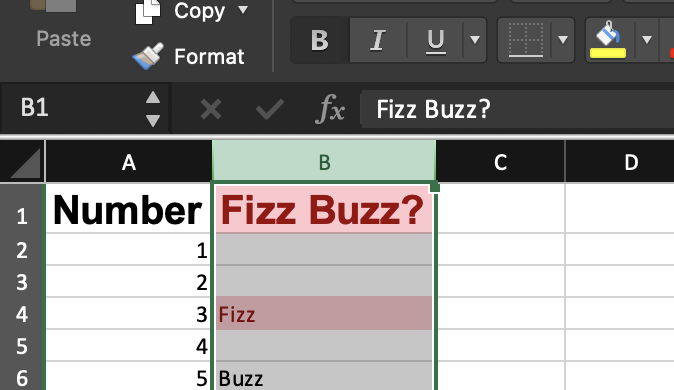 Paste
Copy
Format
B I U
B1 fx Fizz Buzz?
A B C D
1 Number Fizz Buzz?
2 1
3 2
4 3 Fizz
5 4
6 5 Buzz